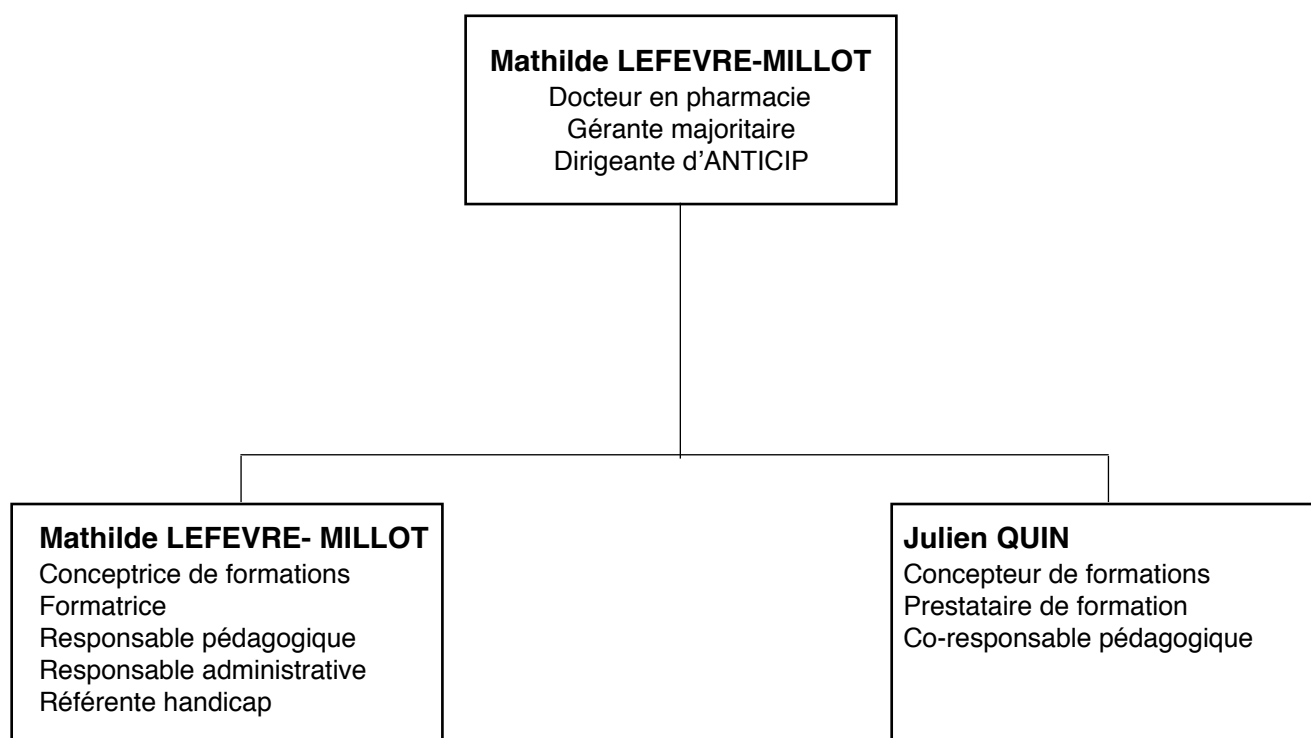 Mathilde LEFEVRE-MILLOT
Docteur en pharmacie
Gérante majoritaire
Dirigeante d’ANTICIP
Mathilde LEFEVRE- MILLOT
Conceptrice de formations
Formatrice
Responsable pédagogique
Responsable administrative
Référente handicap
Julien QUIN
Concepteur de formations
Prestataire de formation
Co-responsable pédagogique